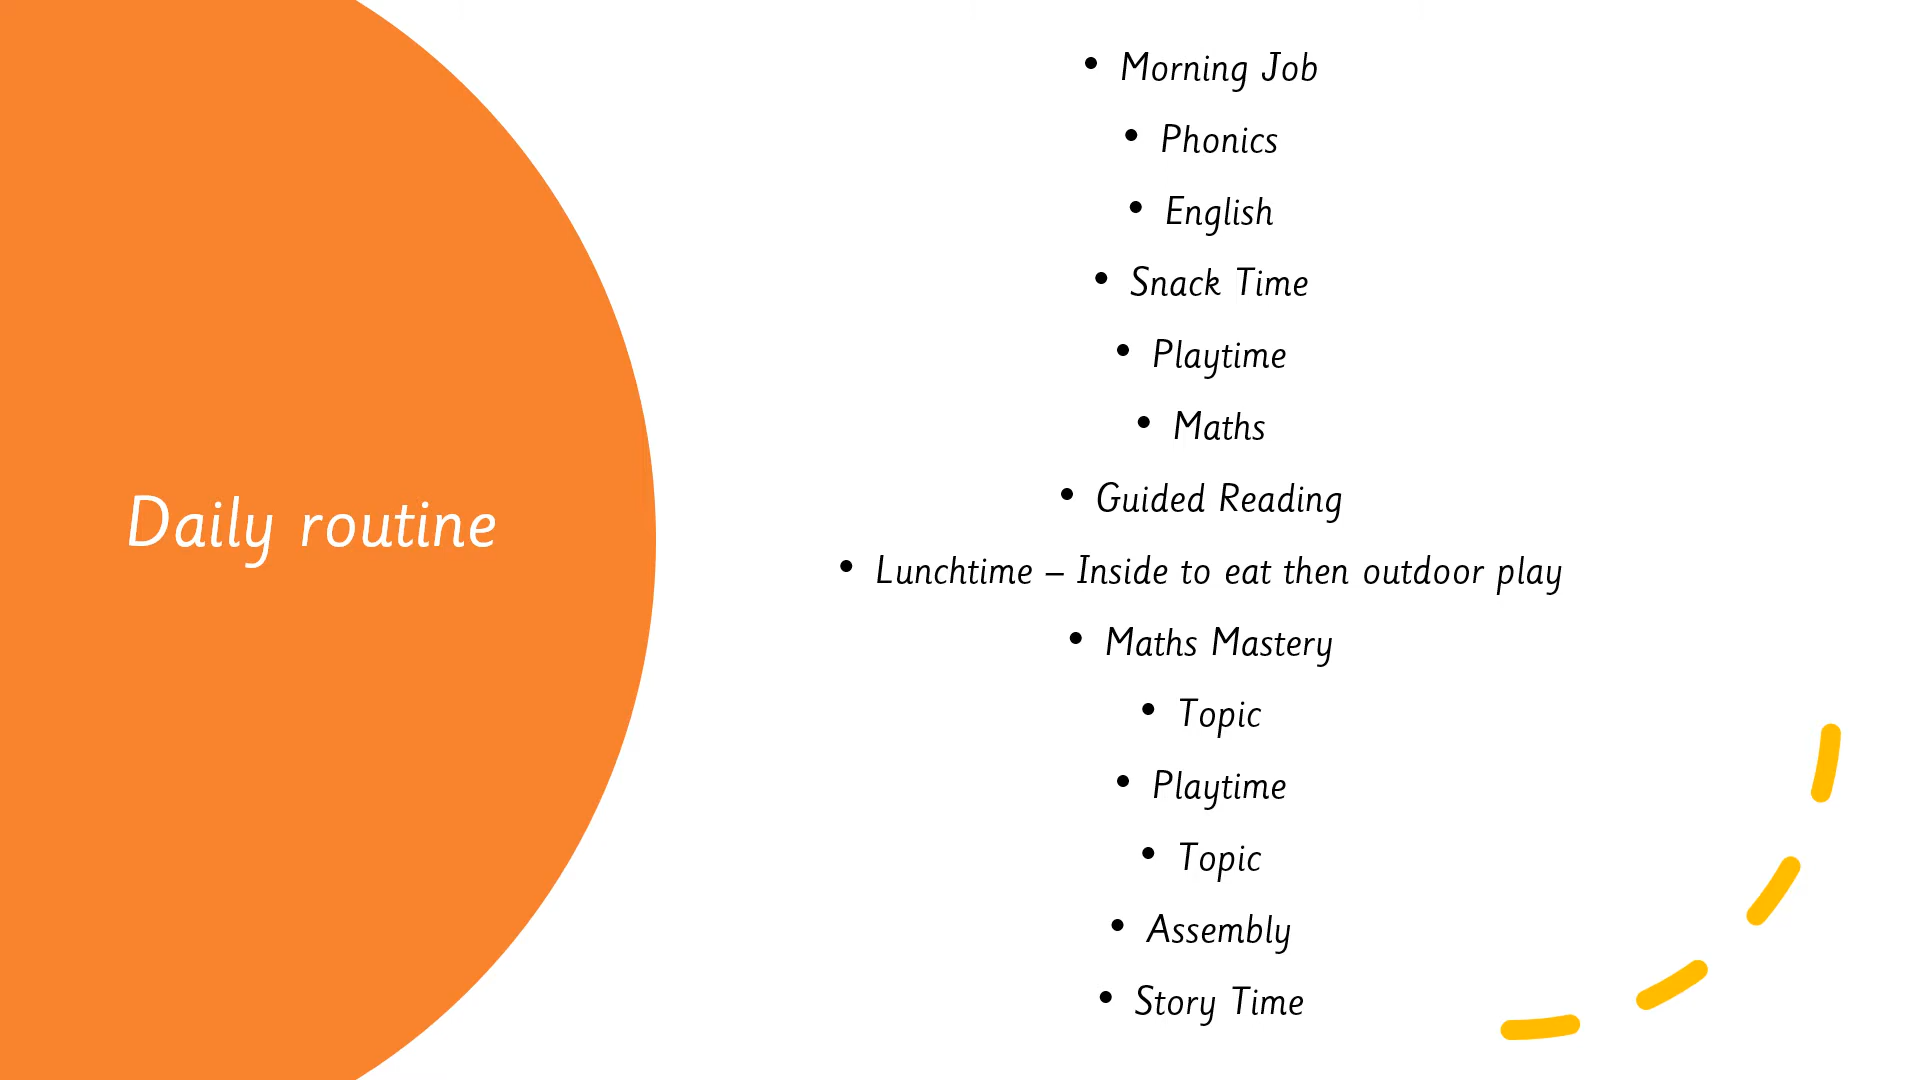 Daily routine
• Morning Job
• Phonics
• English
• Snack Time
• Playtime
• Maths
• Guided Reading
• Lunchtime – Inside to eat then outdoor play
• Maths Mastery
• Topic
• Playtime
• Topic
• Assembly
• Story Time